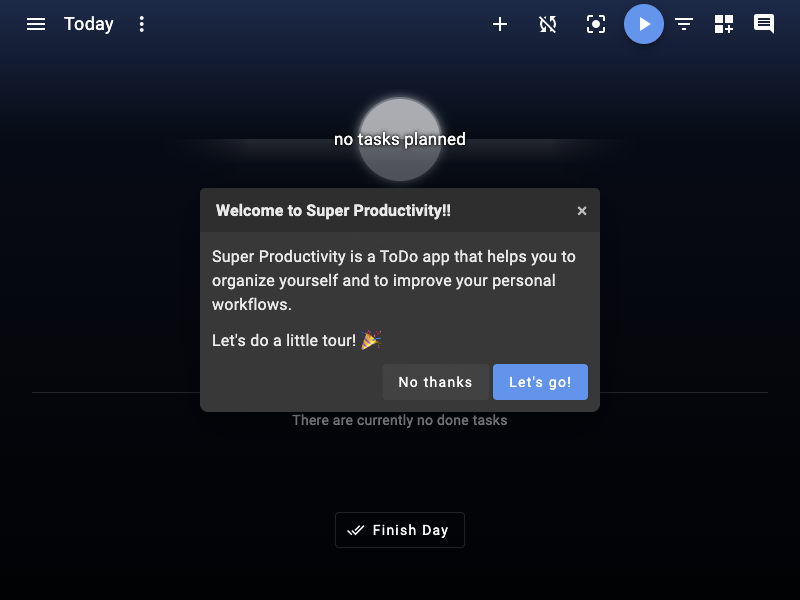 Today
no tasks planned
Welcome to Super Productivity!!
Super Productivity is a ToDo app that helps you to
organize yourself and to improve your personal
workflows.
Let's do a little tour! 🎉
No thanks
Let's go!
There are currently no done tasks
Finish Day